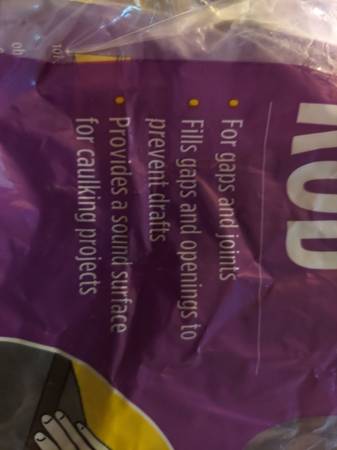 ROD
For gaps and joints
Fills gaps and openings to
prevent drafts
Provides a sound surface
for caulking projects